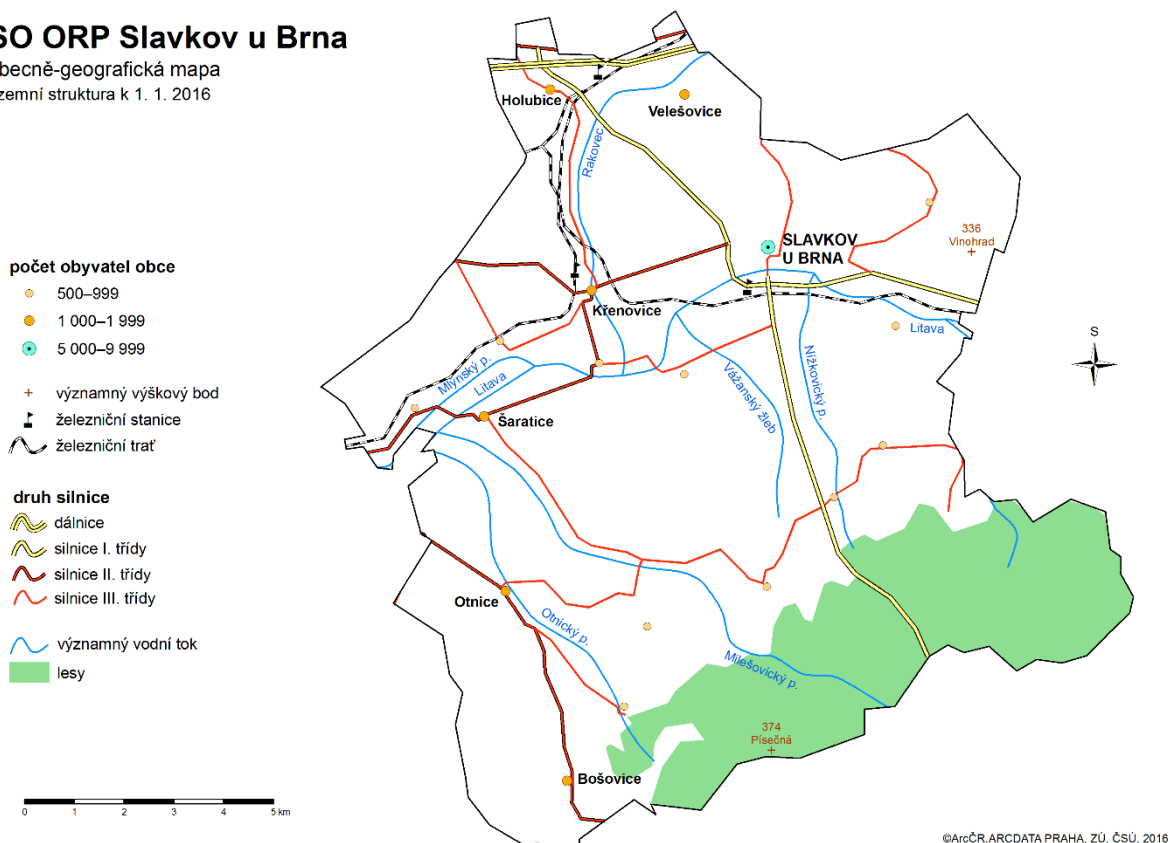 SO ORP Slavkov u Brna
becně-geografická mapa
zemní struktura k 1. 1. 2016
počet obyvatel obce
500–999
1 000–1 999
5 000–9 999
významný výškový bod
železniční stanice
železniční trať
druh silnice
dálnice
silnice I. třídy
silnice II. třídy
silnice III. třídy
významný vodní tok
lesy
0 1 2 3 4 5 km
Holubice
Velešovice
Rakovec
336
Vinohrad
SLAVKOV
U BRNA
Křenovice
Litava
S
Mlýnský p.
Litava
Vážanský žleb
Nížkovický p.
Šaratice
Otnice
Otnický p.
Milešovický p.
374
Písečná
Bošovice
©ArcČR,ARCDATA PRAHA, ZÚ, ČSÚ, 2016